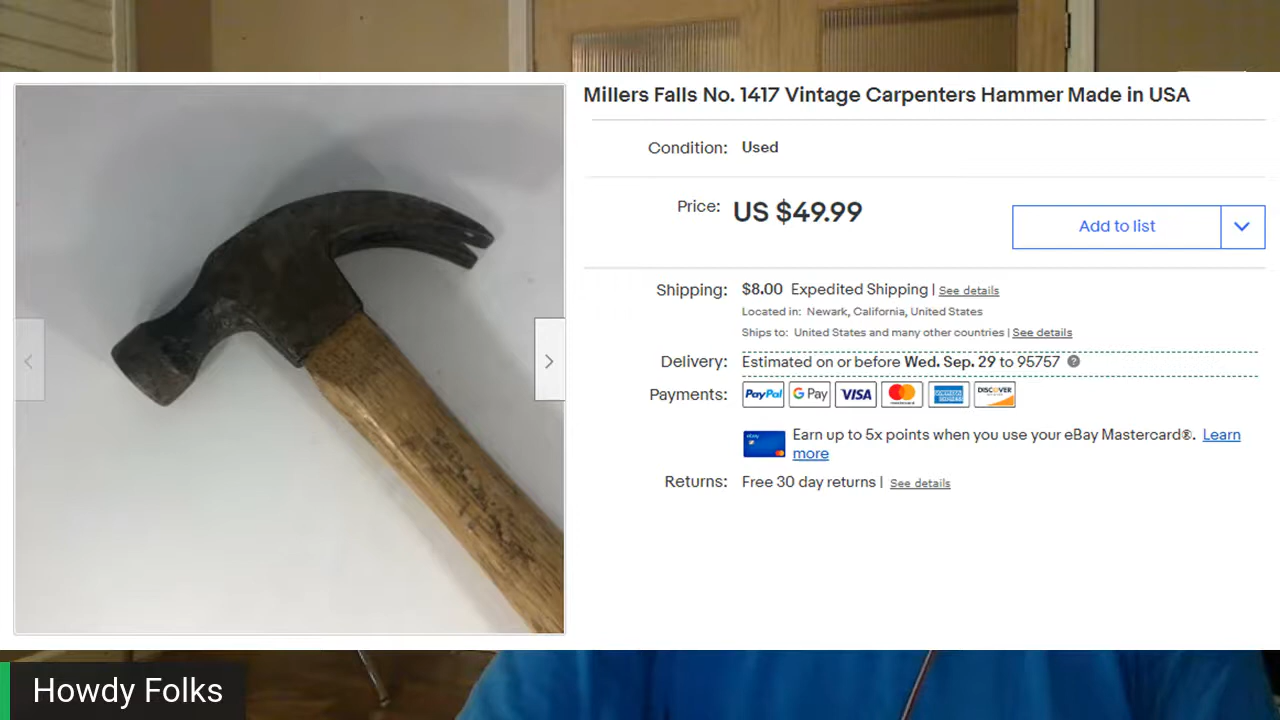 Millers Falls No. 1417 Vintage Carpenters Hammer Made in USA
Condition: Used
Price: US $49.99
Add to list
Shipping: $8.00 Expedited Shipping | See details
Located in: Newark, California, United States
Ships to: United States and many other countries | See details
Delivery: Estimated on or before Wed. Sep. 29 to 95757
Payments: PayPal G Pay VISA DISCOVER
Earn up to 5x points when you use your eBay Mastercard®. Learn
more
Returns: Free 30 day returns | See details
Howdy Folks